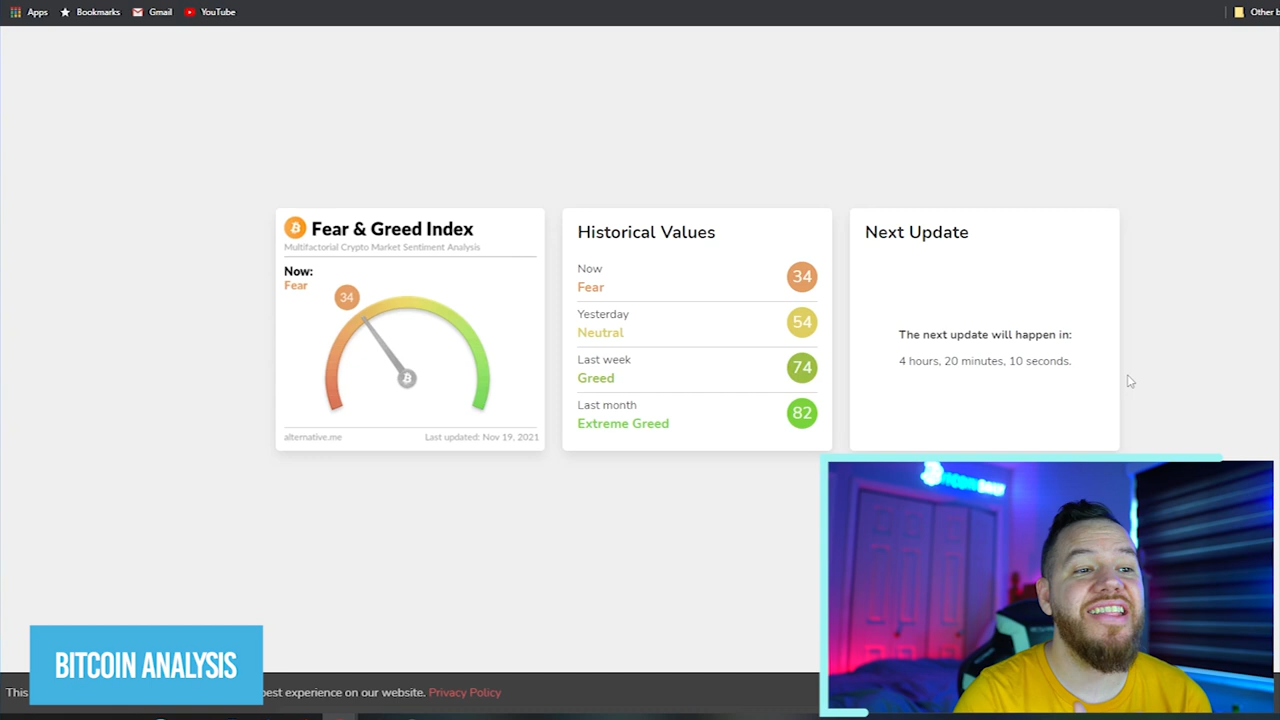 Apps Bookmarks Gmail YouTube Other b
Fear & Greed Index
Multifactorial Crypto Market Sentiment Analysis
Now:
Fear
34
alternative.me Last updated: Nov 19, 2021
Historical Values
Now
Fear 34
Yesterday
Neutral 54
Last week
Greed 74
Last month
Extreme Greed 82
Next Update
The next update will happen in:
4 hours, 20 minutes, 10 seconds.
BITCOIN ANALYSIS
This best experience on our website. Privacy Policy